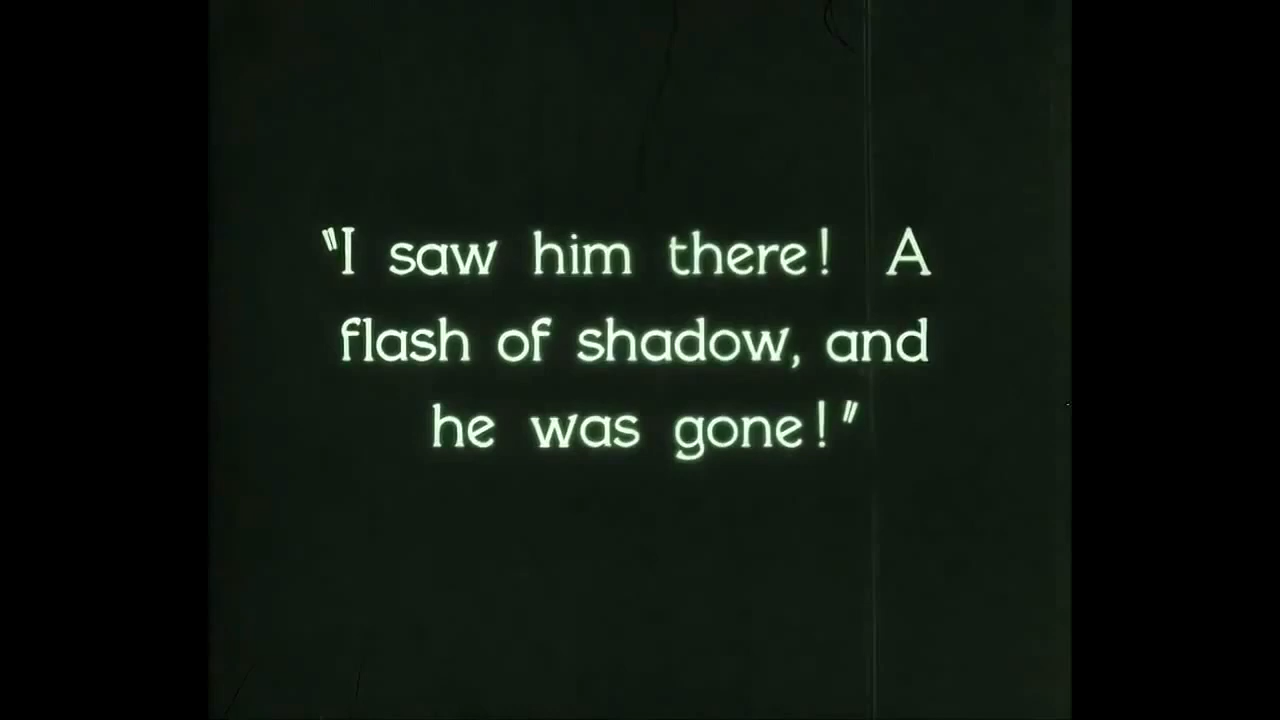 "I saw him there! A
flash of shadow, and
he was gone!"